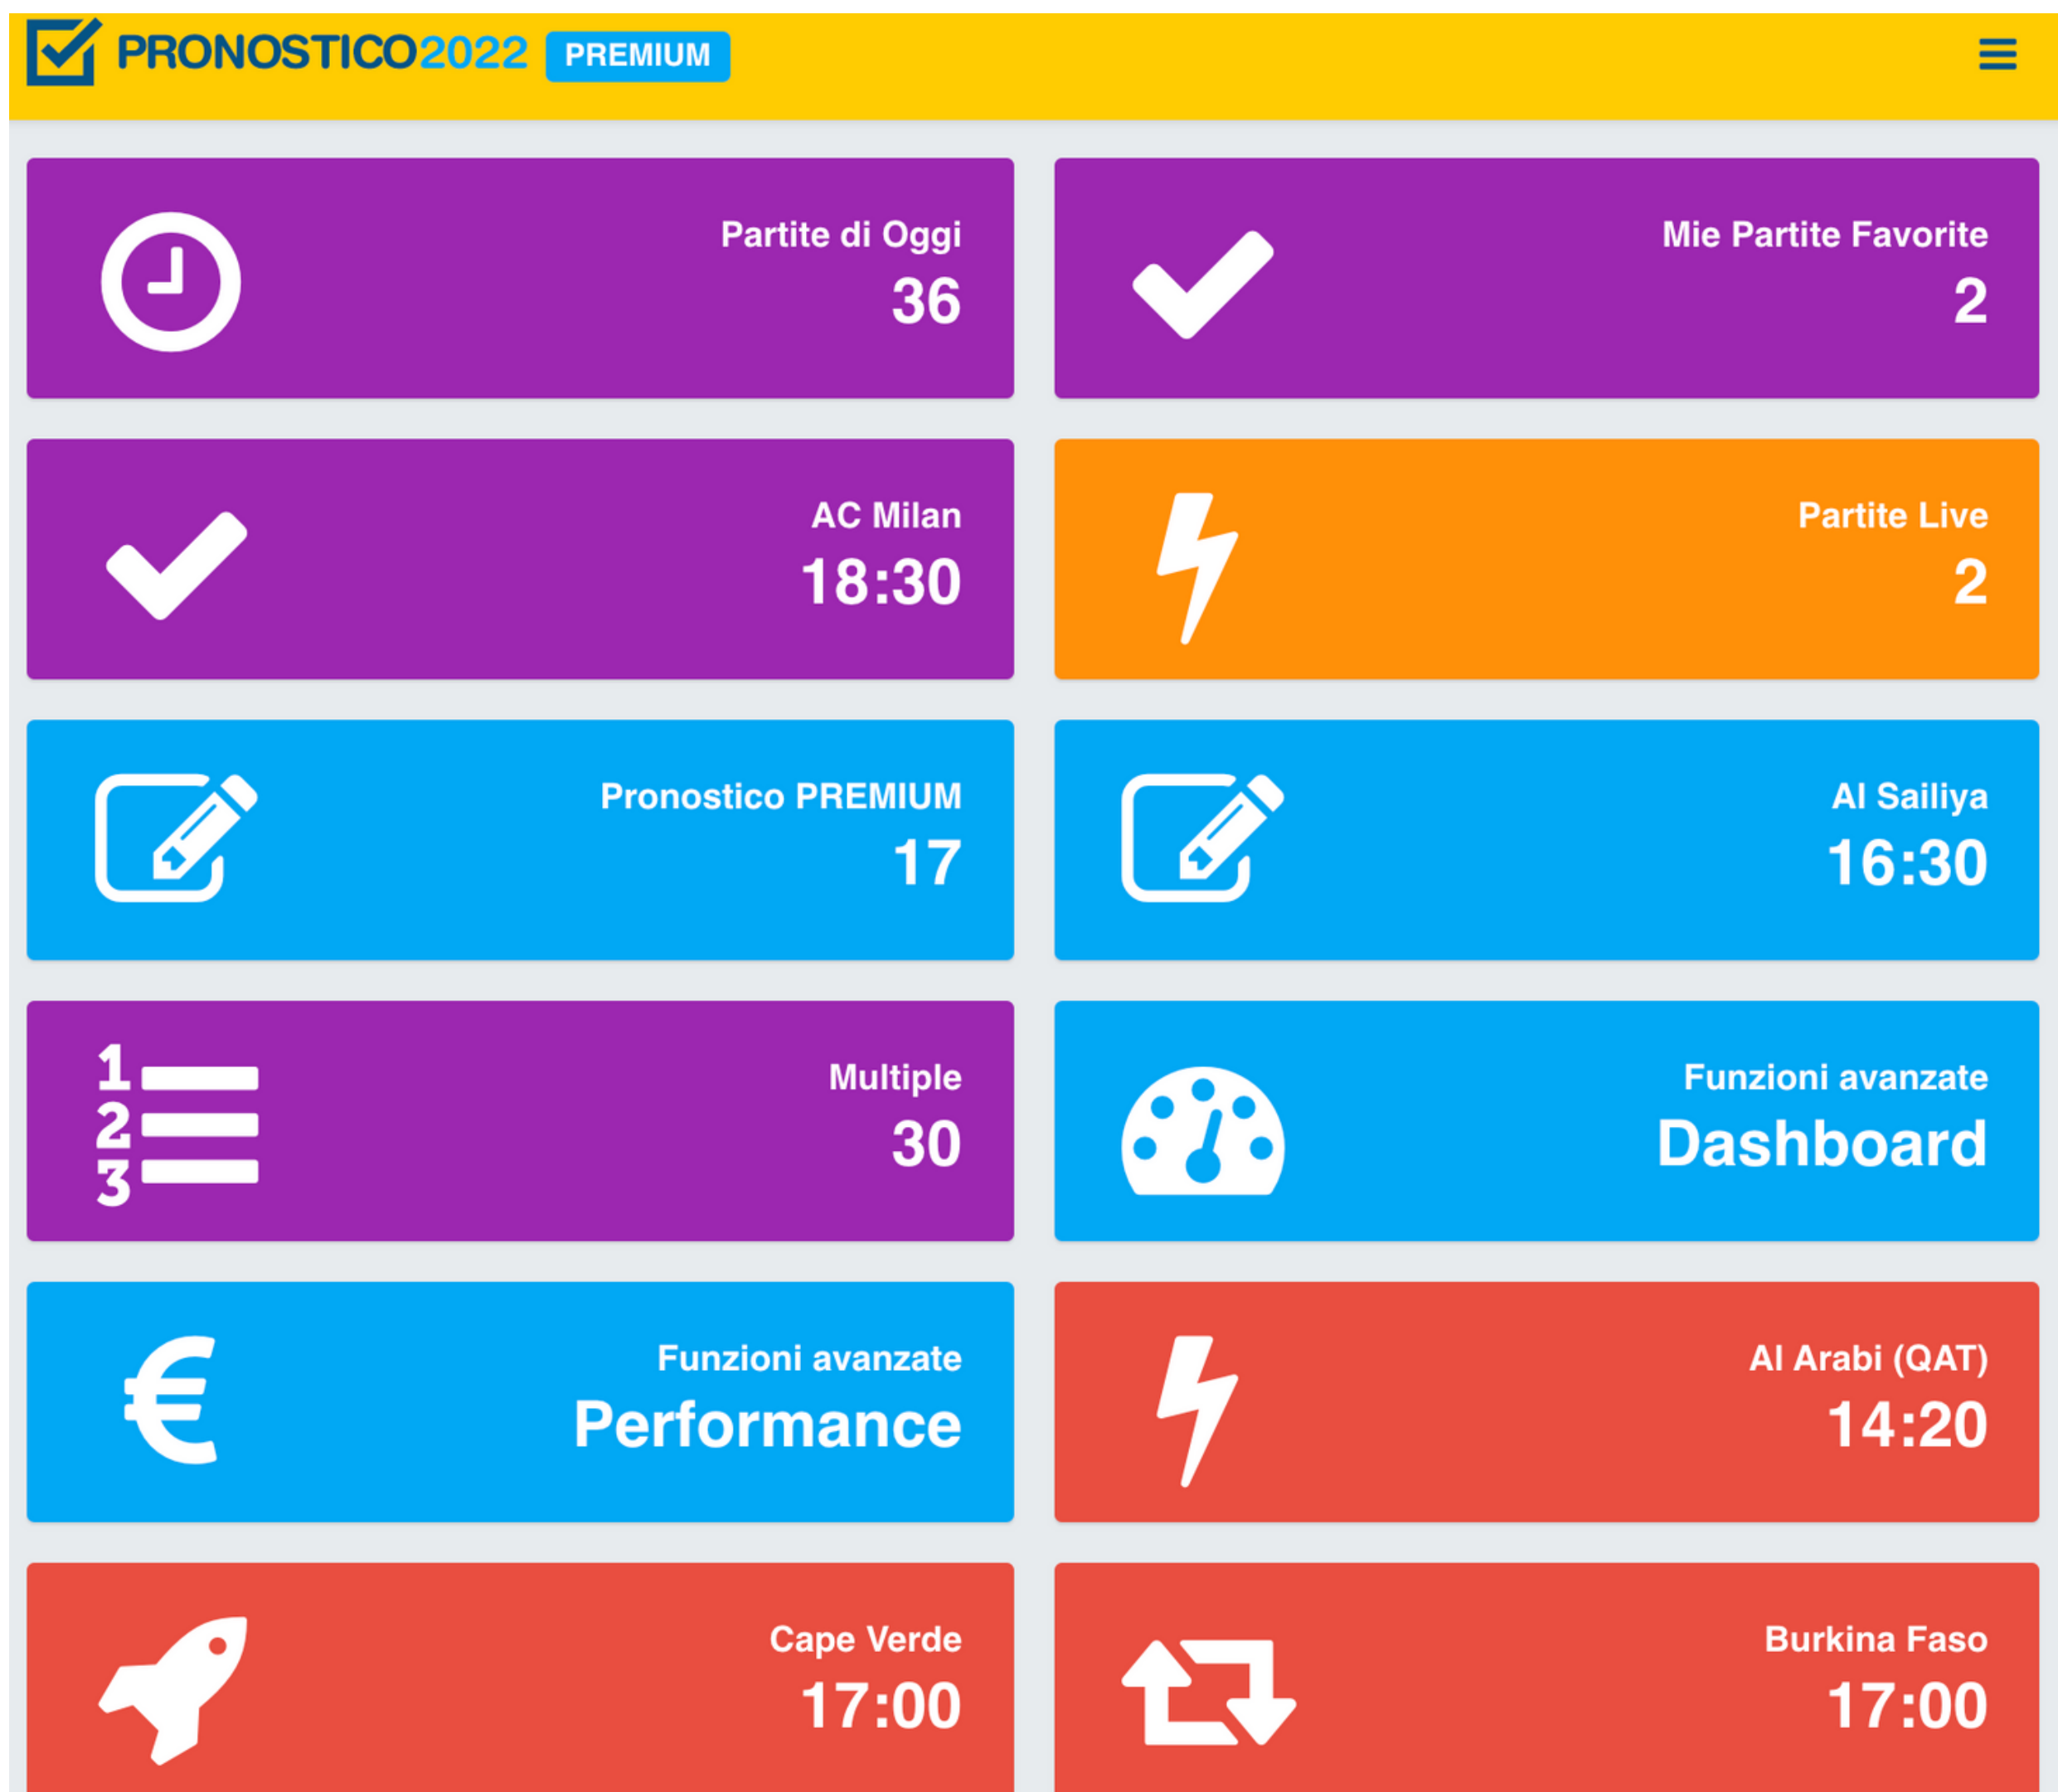 PRONOSTICO2022 PREMIUM
Partite di Oggi
36
Mie Partite Favorite
2
AC Milan
18:30
Partite Live
2
Pronostico PREMIUM
17
Al Sailiya
16:30
1
2
3
Multiple
30
Funzioni avanzate
Dashboard
€
Funzioni avanzate
Performance
Al Arabi (QAT)
14:20
Cape Verde
17:00
Burkina Faso
17:00